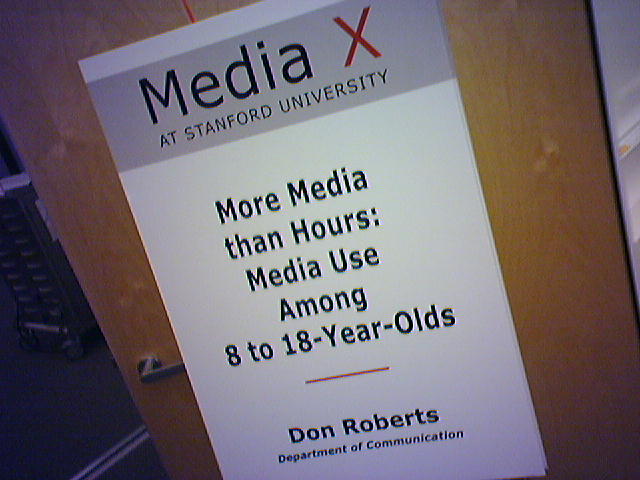 Media X
AT STANFORD UNIVERSITY
More Media
than Hours:
Media Use
Among
8 to 18-Year-Olds
Don Roberts
Department of Communication